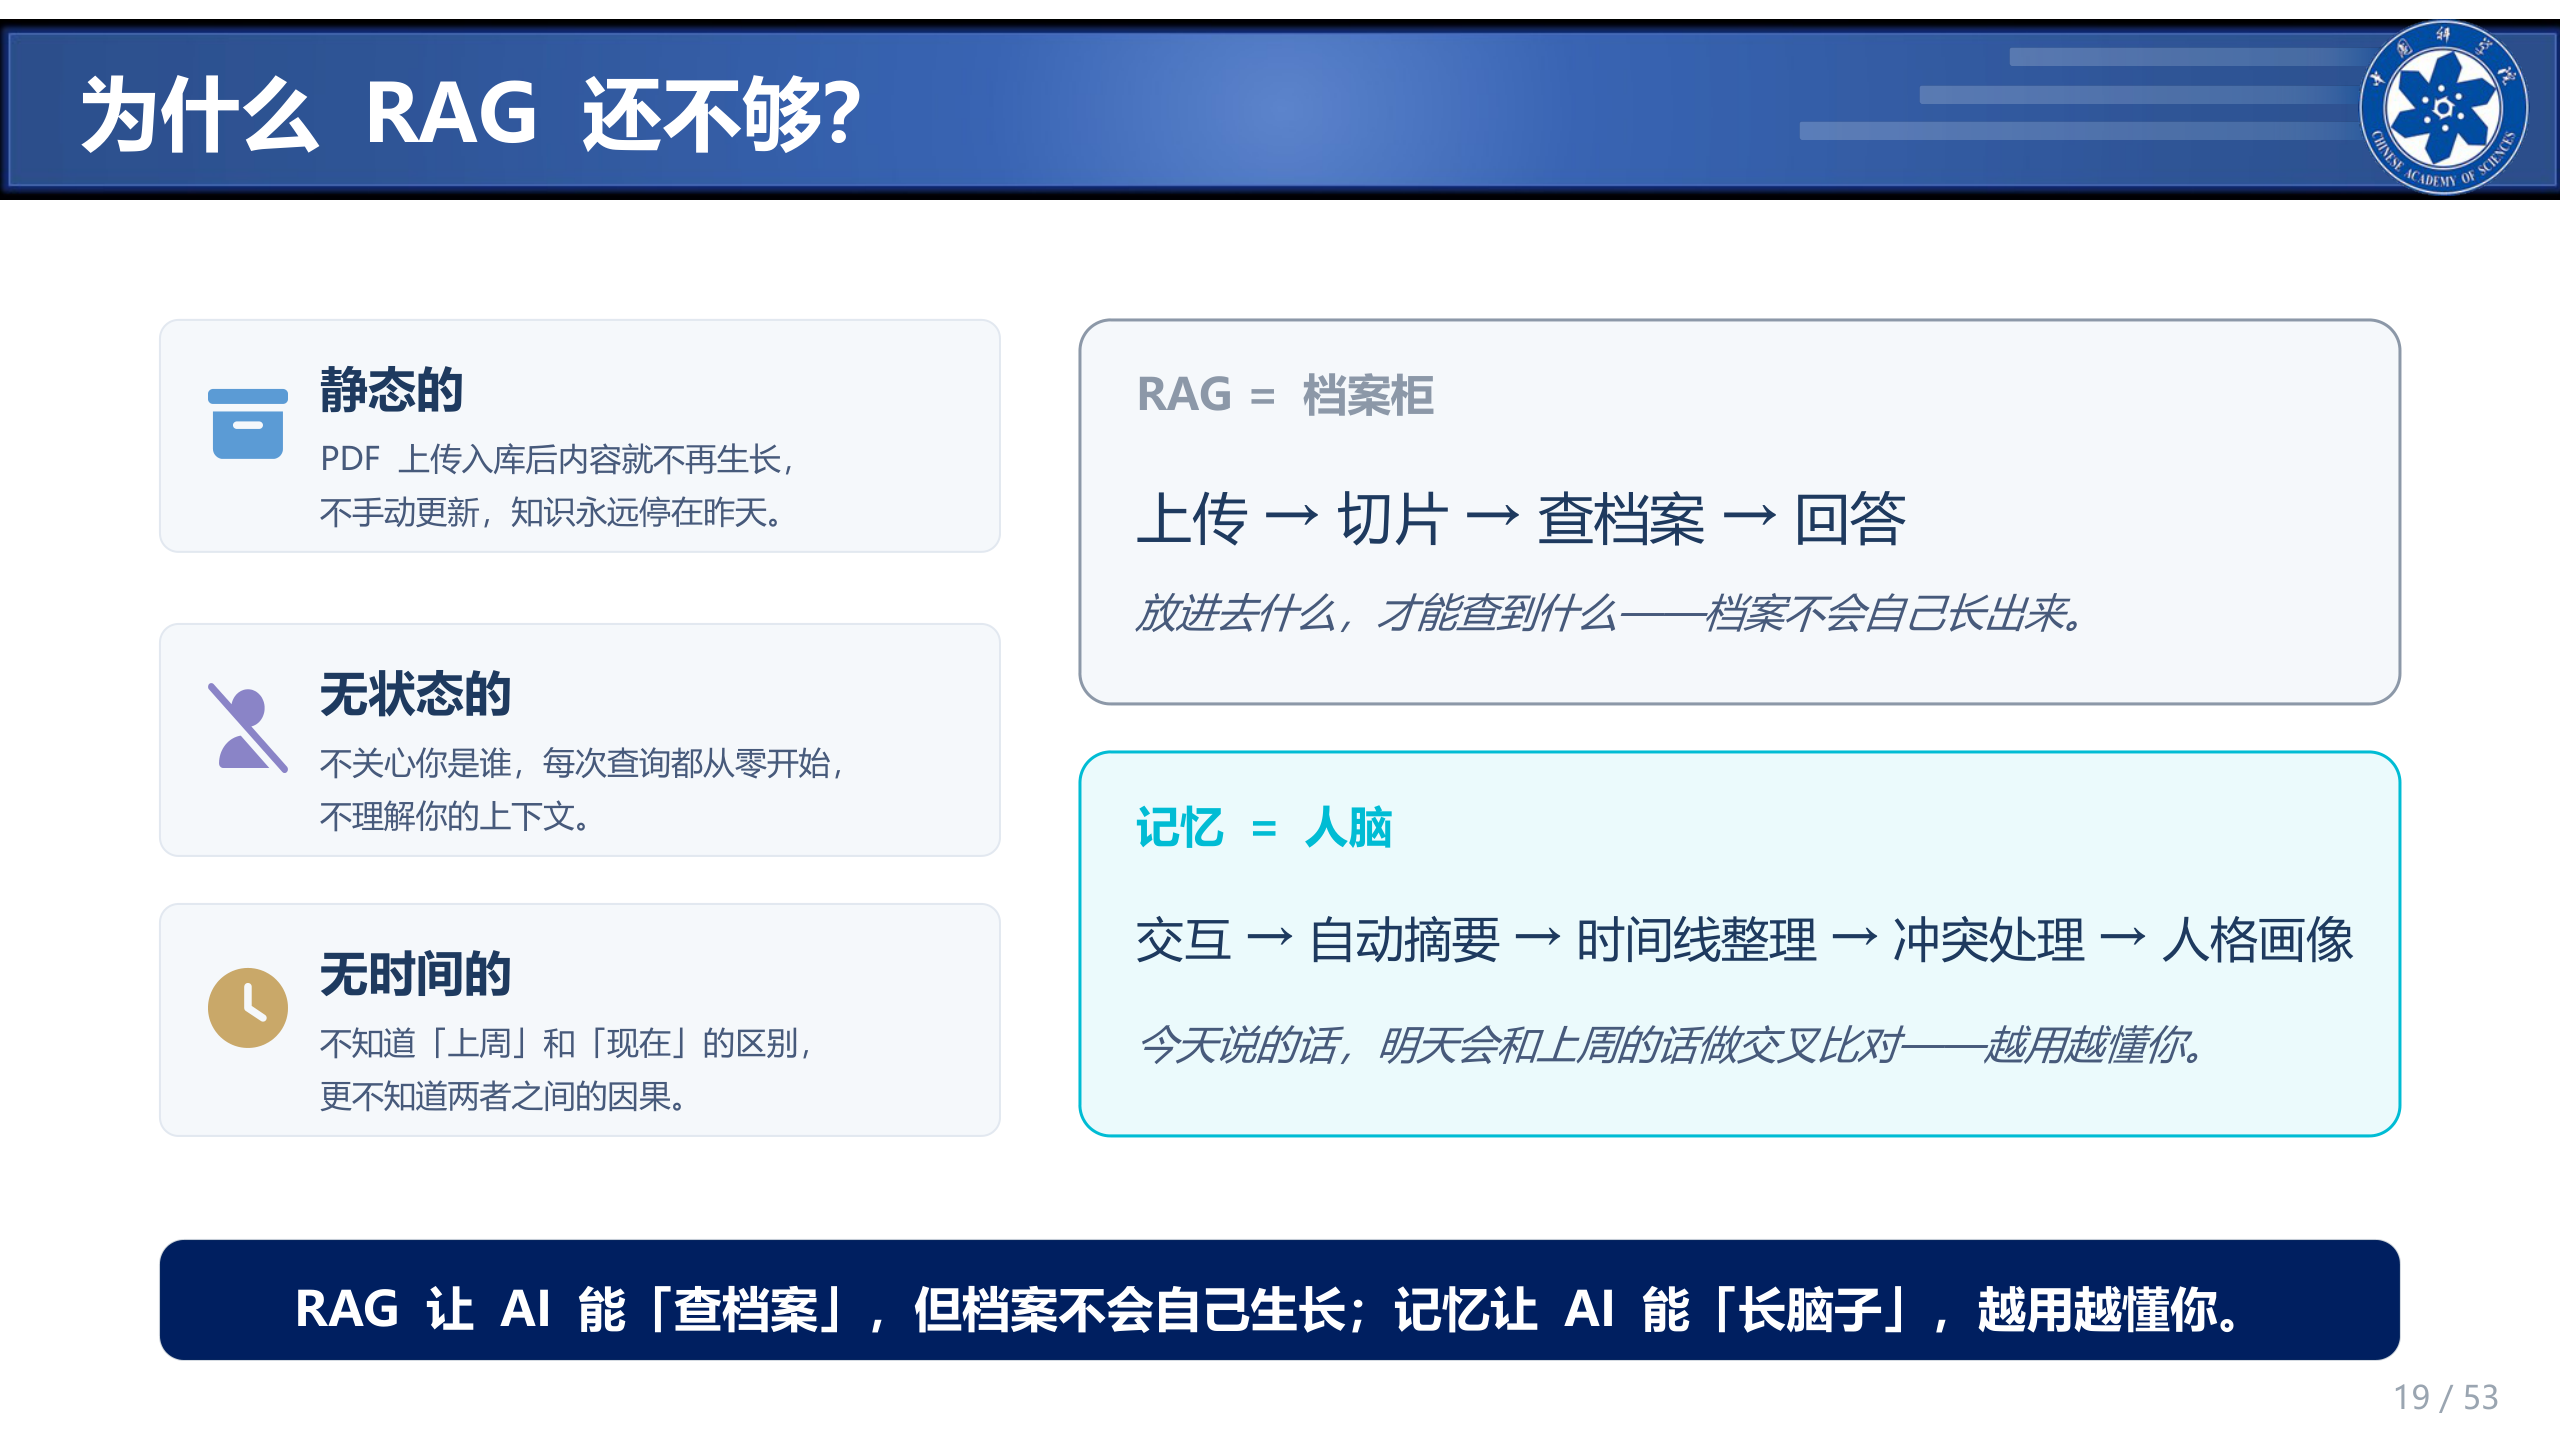 为什么 RAG 还不够？
中国科学院
CHINESE ACADEMY OF SCIENCES
静态的
PDF 上传入库后内容就不再生长，
不手动更新，知识永远停在昨天。
无状态的
不关心你是谁，每次查询都从零开始，
不理解你的上下文。
无时间的
不知道「上周」和「现在」的区别，
更不知道两者之间的因果。
RAG = 档案柜
上传 → 切片 → 查档案 → 回答
放进去什么，才能查到什么——档案不会自己长出来。
记忆 = 人脑
交互 → 自动摘要 → 时间线整理 → 冲突处理 → 人格画像
今天说的话，明天会和上周的话做交叉比对——越用越懂你。
RAG 让 AI 能「查档案」，但档案不会自己生长；记忆让 AI 能「长脑子」，越用越懂你。
19 / 53